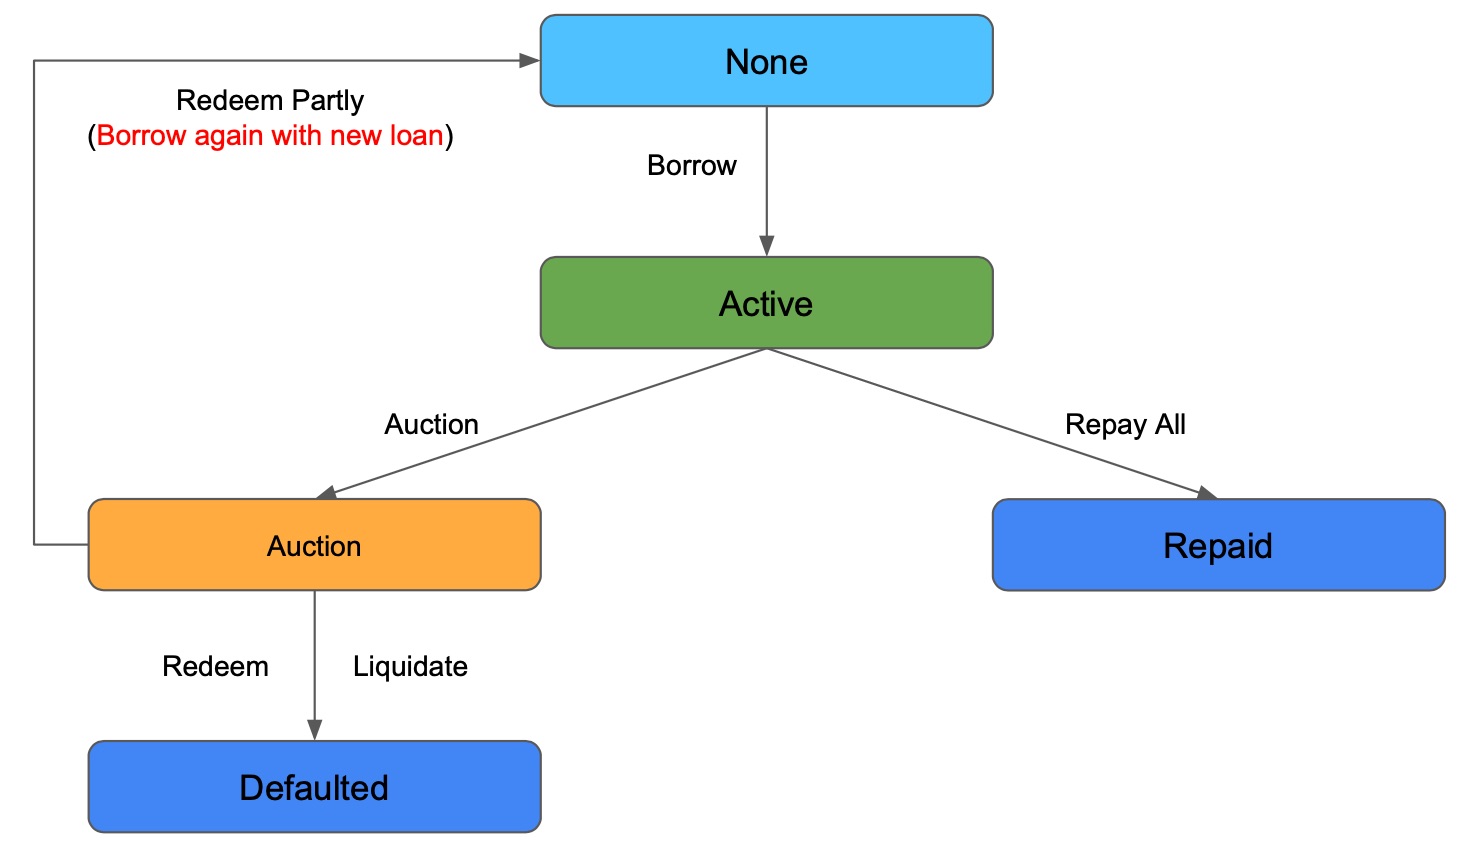 None
Redeem Partly
(Borrow again with new loan)
Borrow
Active
Auction
Repay All
Auction
Repaid
Redeem
Liquidate
Defaulted